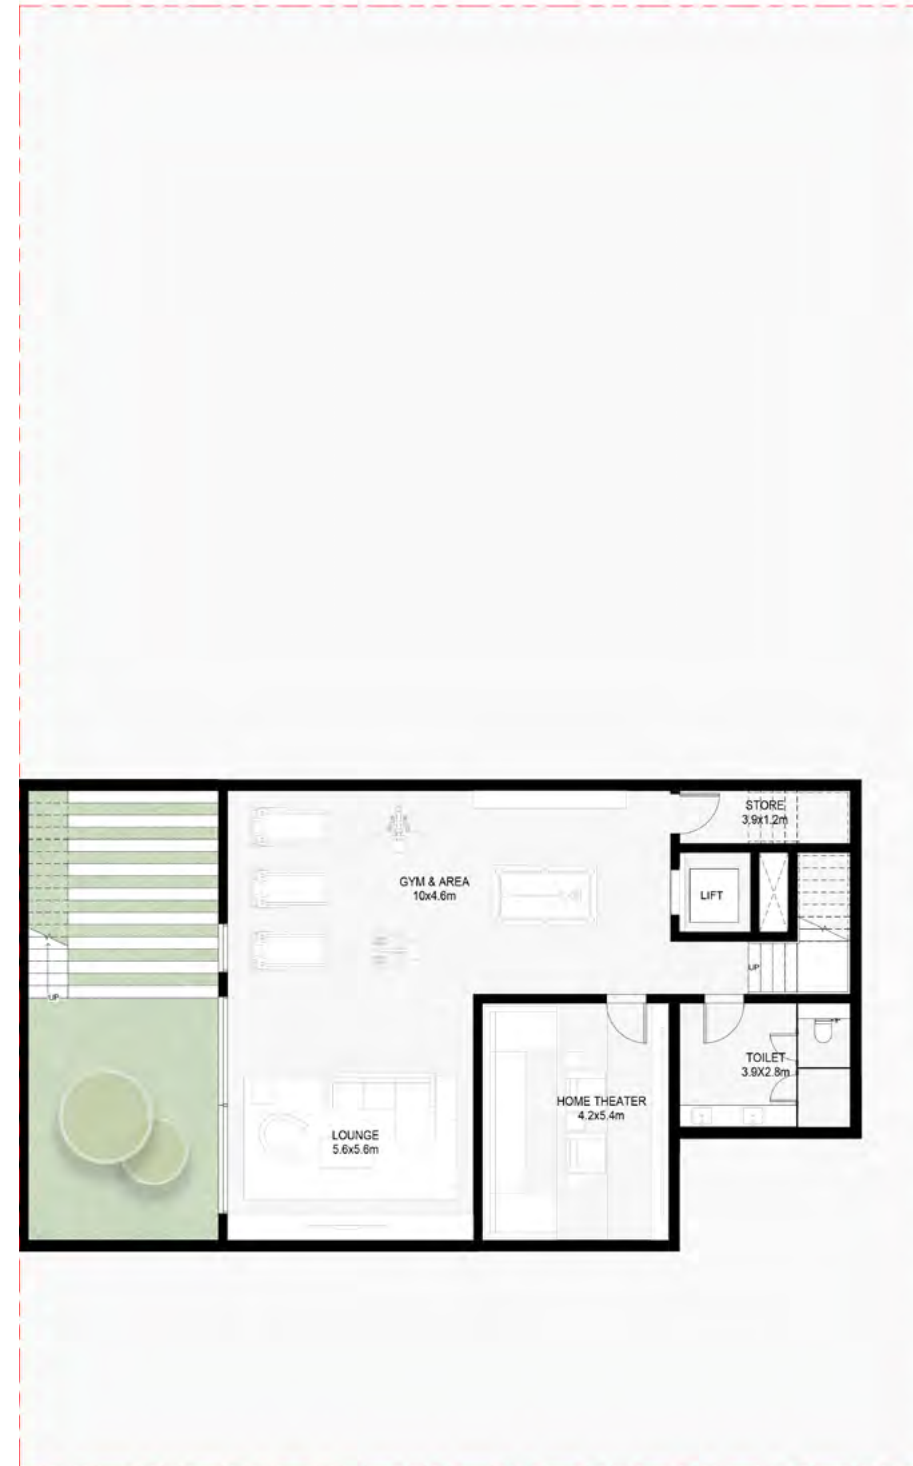 STORE
3.9x1.2m
GYM & AREA
10x4.6m
LIFT
UP
UP
TOILET
3.9X2.8m
HOME THEATER
4.2x5.4m
LOUNGE
5.6x5.6m